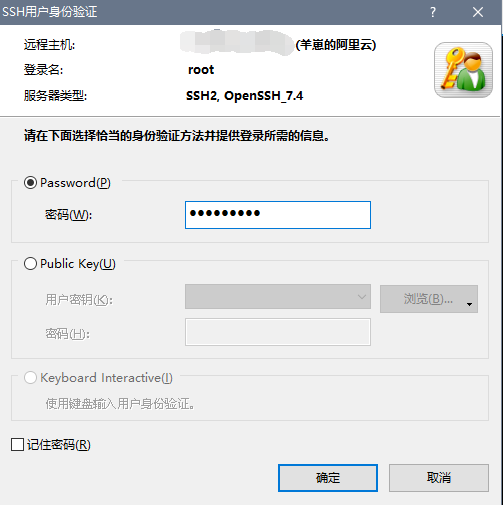 SSH用户身份验证
远程主机: (羊崽的阿里云)
登录名: root
服务器类型: SSH2, OpenSSH_7.4
请在下面选择恰当的身份验证方法并提供登录所需的信息。
Password(P)
密码(W): ●●●●●●●●●
Public Key(U)
用户密钥(K): 浏览(B)...
密码(H):
Keyboard Interactive(I)
使用键盘输入用户身份验证。
记住密码(R)
确定 取消